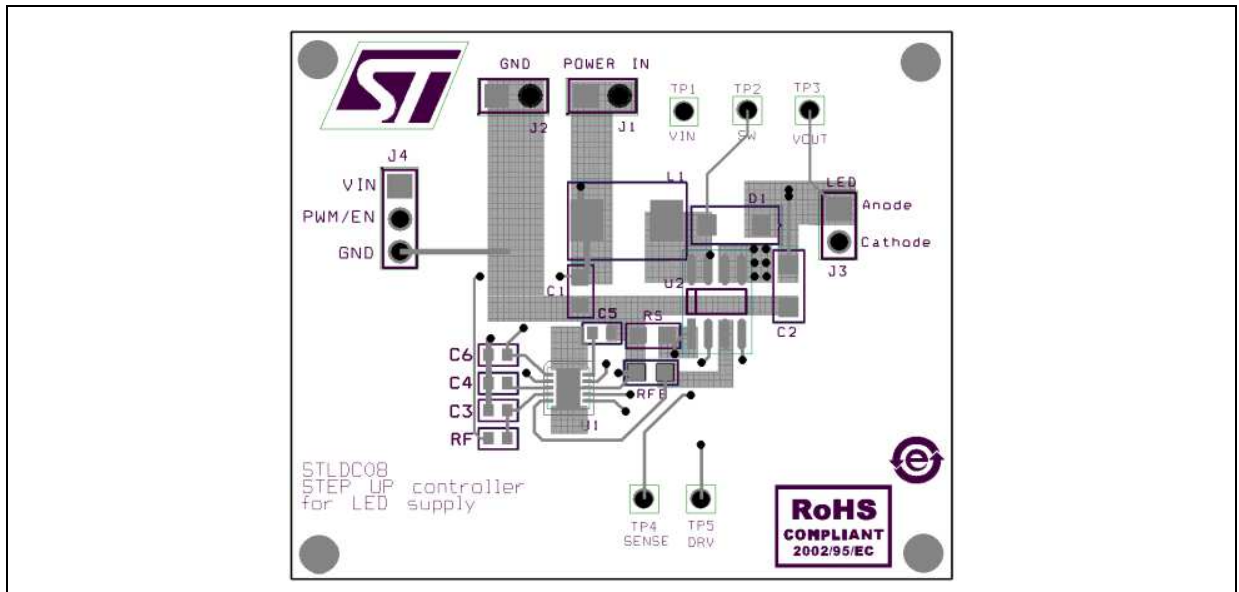 ST
GND POWER IN
J2 J1
TP1 TP2 TP3
VIN SW VOUT
J4
VIN
PWM/EN
GND
L1
D1
LED
Anode
Cathode
J3
C1
U2
C2
C5 RS
C6
C4
C3
RF
RFB
U1
STLDC08
STEP UP controller
for LED supply
TP4 TP5
SENSE DRV
e
RoHS
COMPLIANT
2002/95/EC